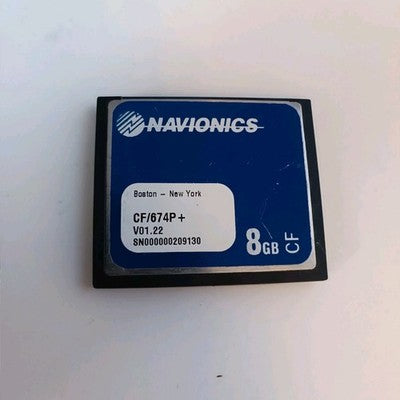 NAVIONICS
Boston - New York
CF/674P+
V01.22
SN000000209130
8GB CF